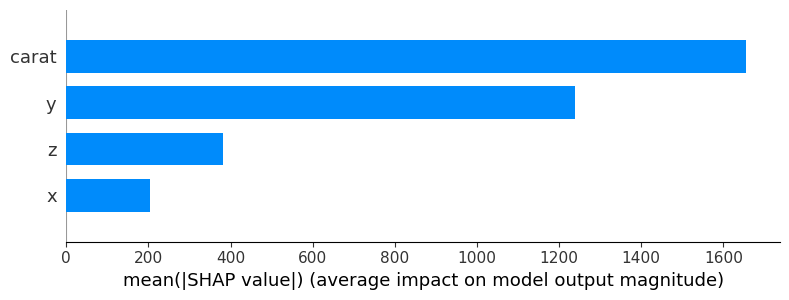 carat
y
z
x
0 200 400 600 800 1000 1200 1400 1600
mean(|SHAP value|) (average impact on model output magnitude)